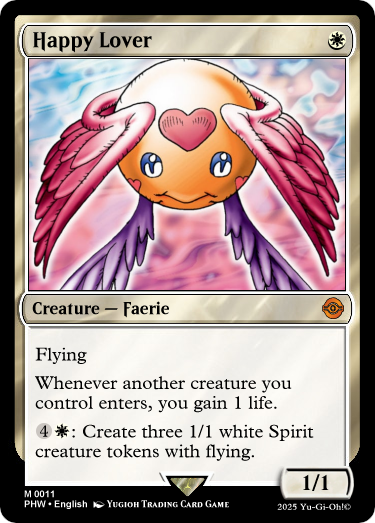 Happy Lover
Creature — Faerie
Flying
Whenever another creature you
control enters, you gain 1 life.
4: Create three 1/1 white Spirit
creature tokens with flying.
1/1
M 0011
PHW • English Yugioh Trading Card Game
2025 Yu-Gi-Oh!©